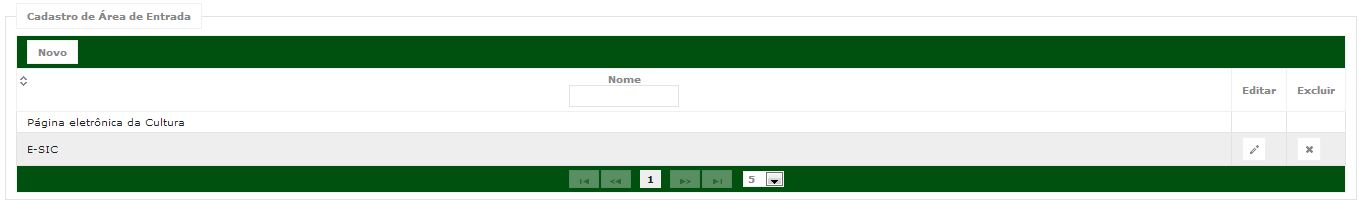 Cadastro de Área de Entrada
Novo
Nome
Editar
Excluir
Página eletrônica da Cultura
E-SIC
1
5